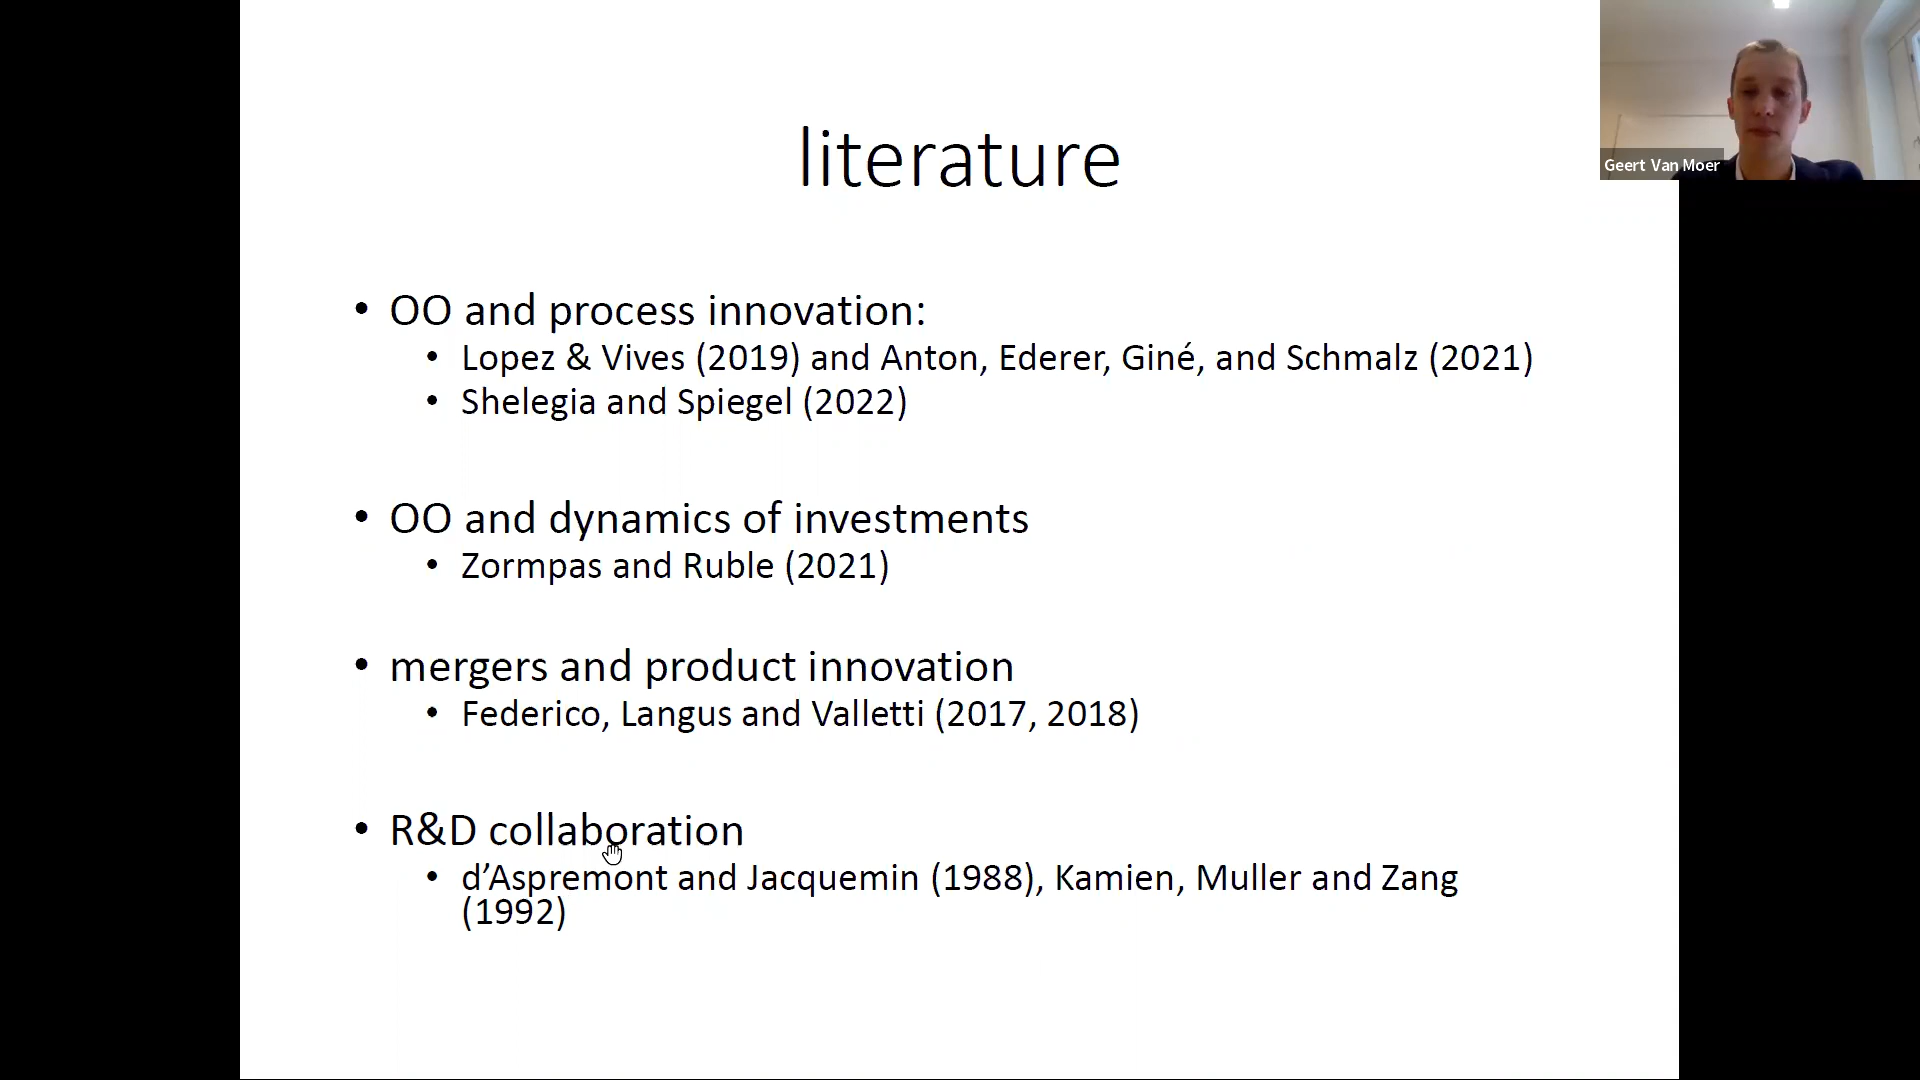 literature
Geert Van Moer
• OO and process innovation:
• Lopez & Vives (2019) and Anton, Ederer, Giné, and Schmalz (2021)
• Shelegia and Spiegel (2022)
• OO and dynamics of investments
• Zormpas and Ruble (2021)
• mergers and product innovation
• Federico, Langus and Valletti (2017, 2018)
• R&D collaboration
• d’Aspremont and Jacquemin (1988), Kamien, Muller and Zang
(1992)